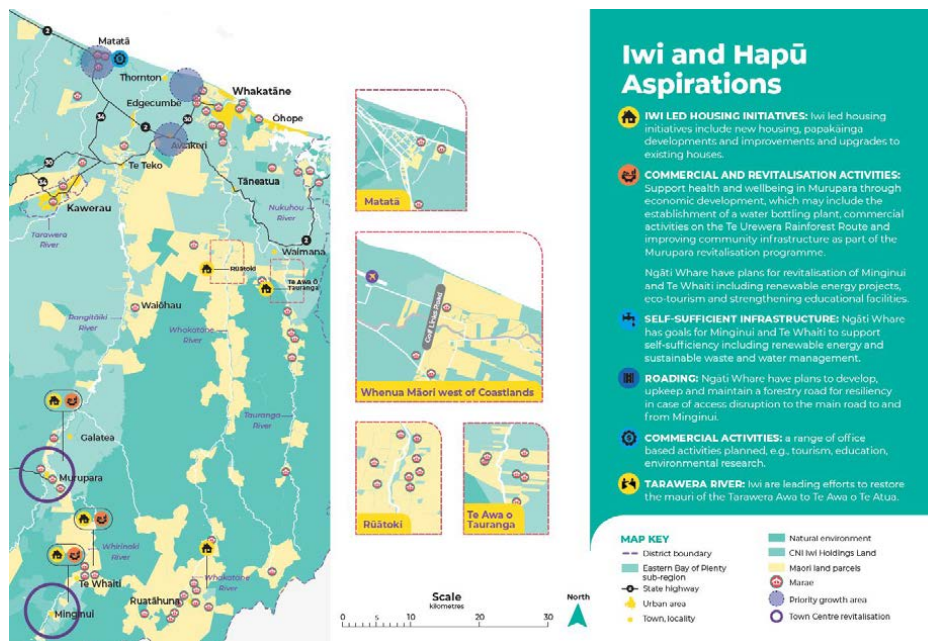 2
Matatā
Thornton
Edgecumbe
Whakatāne
Ōhope
34
2
30
Awakeri
30
Te Teko
34
Kawerau
Tāneatua
Nukuhou
River
Tarawera
River
2
Waimana
Rūātoki
Te Awa O
Tauranga
Waiōhau
Rangitāiki
River
Whakatāne
River
Tauranga
River
Galatea
Murupara
Whirinaki
River
Te Whaiti
Whakatāne
River
Minginui
Ruatāhuna
Matatā
Whenua Māori west of Coastlands
Rūātoki
Te Awa o
Tauranga
Scale
kilometres
0 5 10 20 30
North
Iwi and Hapū
Aspirations
IWI LED HOUSING INITIATIVES: Iwi led housing
initiatives include new housing, papakāinga
developments and improvements and upgrades to
existing houses.
COMMERCIAL AND REVITALISATION ACTIVITIES:
Support health and wellbeing in Murupara through
economic development, which may include the
establishment of a water bottling plant, commercial
activities on the Te Urewera Rainforest Route and
improving community infrastructure as part of the
Murupara revitalisation programme.
Ngāti Whare have plans for revitalisation of Minginui
and Te Whaiti including renewable energy projects,
eco-tourism and strengthening educational facilities.
SELF-SUFFICIENT INFRASTRUCTURE: Ngāti Whare
has goals for Minginui and Te Whaiti to support
self-sufficiency including renewable energy and
sustainable waste and water management.
ROADING: Ngāti Whare have plans to develop,
upkeep and maintain a forestry road for resiliency
in case of access disruption to the main road to and
from Minginui.
COMMERCIAL ACTIVITIES: a range of office
based activities planned, e.g., tourism, education,
environmental research.
TARAWERA RIVER: Iwi are leading efforts to restore
the mauri of the Tarawera Awa to Te Awa o Te Atua.
MAP KEY
District boundary
Eastern Bay of Plenty
sub-region
State highway
Urban area
Town, locality
Natural environment
CNI Iwi Holdings Land
Māori land parcels
Marae
Priority growth area
Town Centre revitalisation